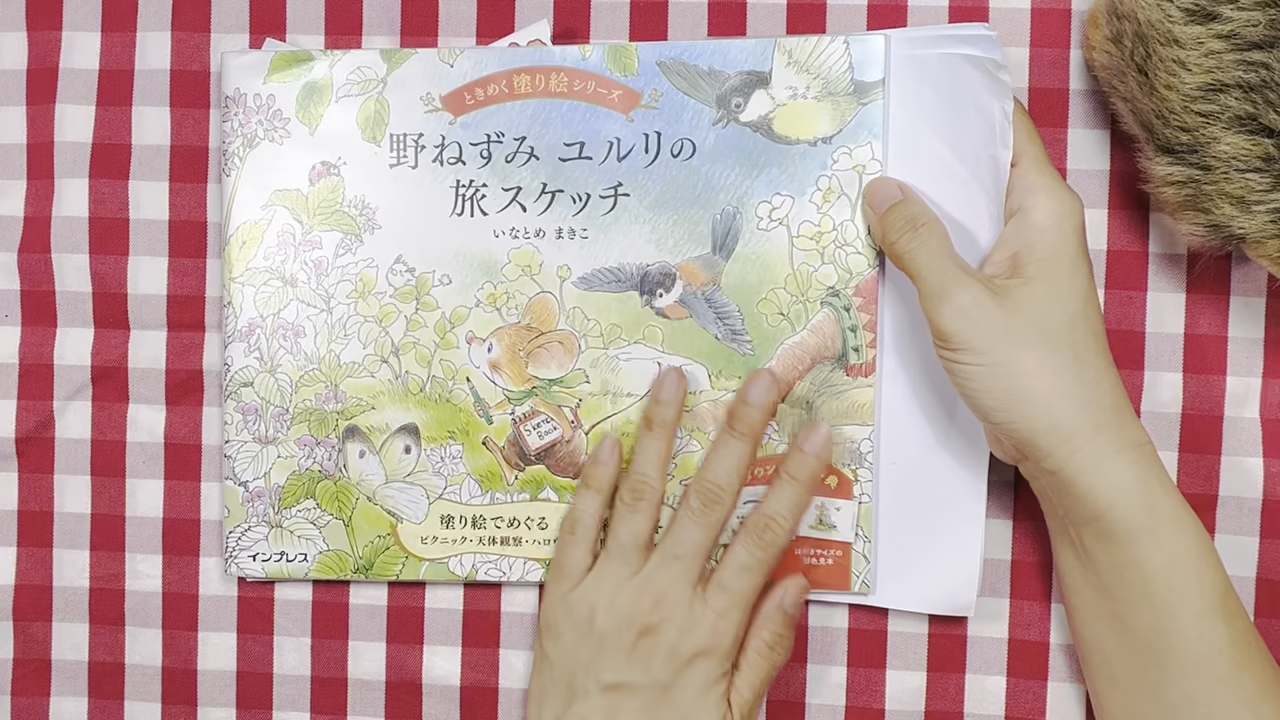 ときめく塗り絵シリーズ
野ねずみ ユルリの
旅スケッチ
いなとめ まきこ
Sketch
Book
塗り絵でめぐる
ピクニック・天体観察・ハロ
インプレス